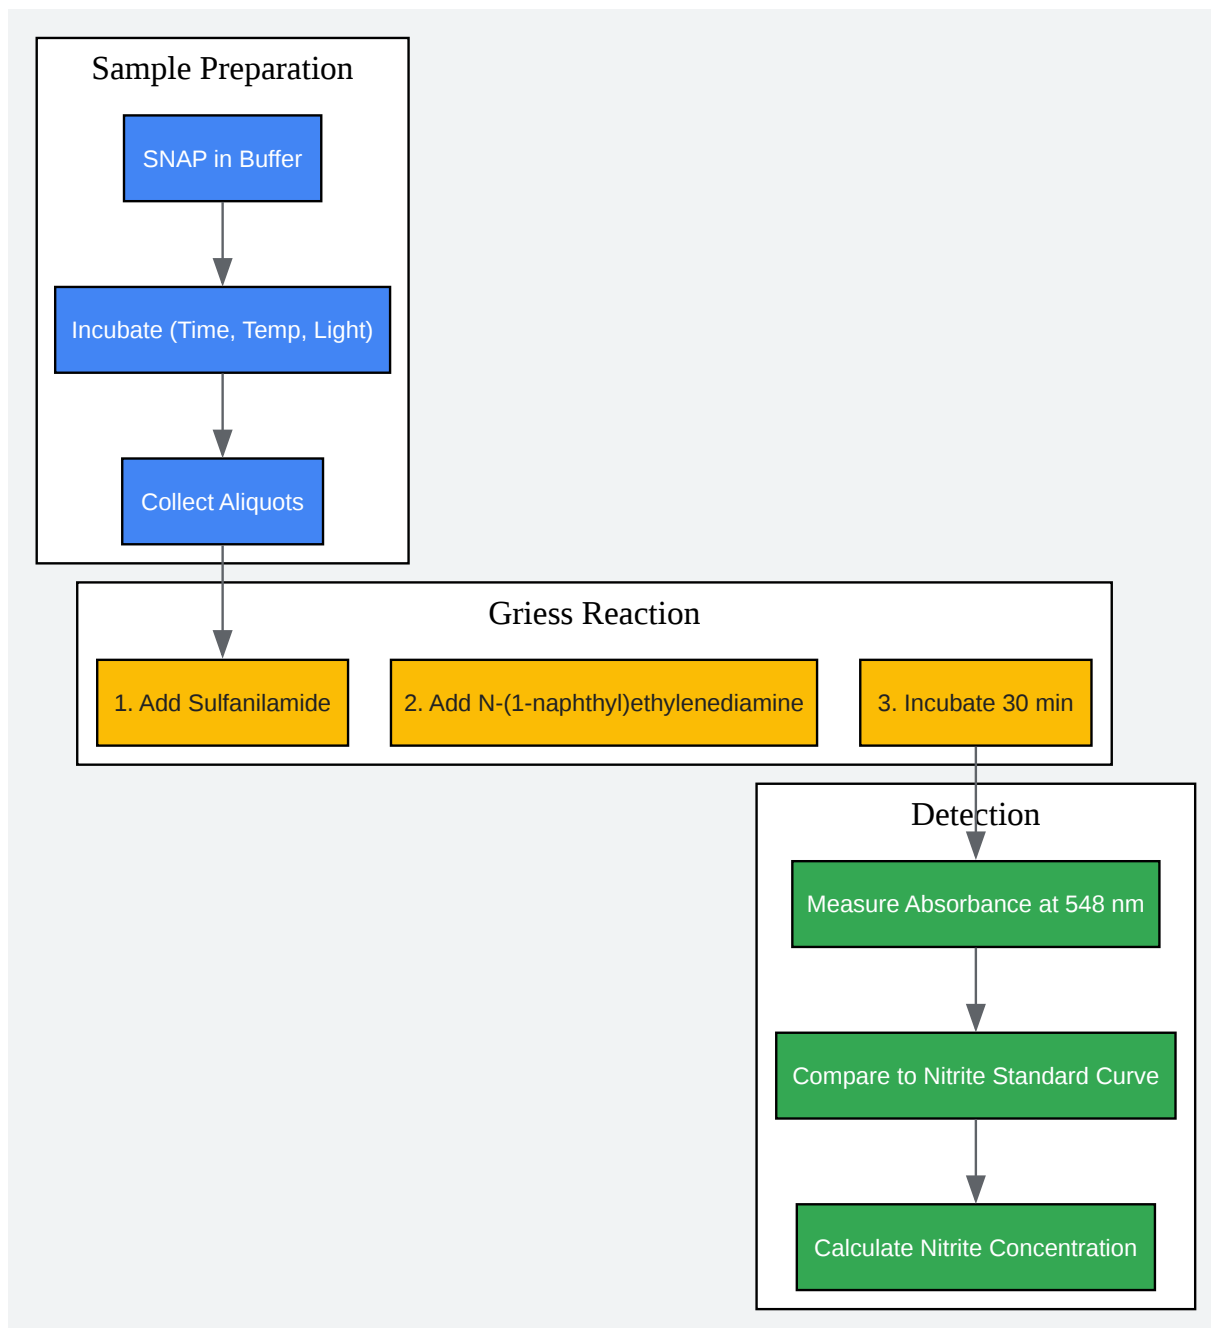 Sample Preparation
SNAP in Buffer
Incubate (Time, Temp, Light)
Collect Aliquots
Griess Reaction
1. Add Sulfanilamide
2. Add N-(1-naphthyl)ethylenediamine
3. Incubate 30 min
Detection
Measure Absorbance at 548 nm
Compare to Nitrite Standard Curve
Calculate Nitrite Concentration